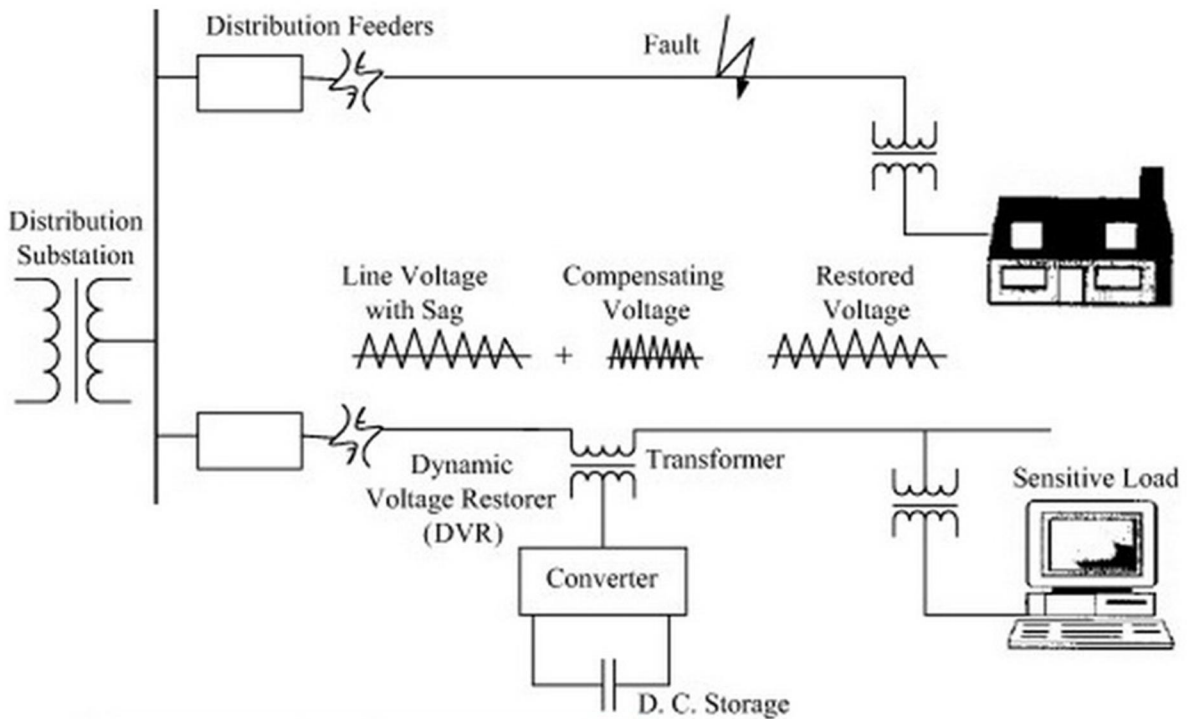 Distribution Feeders
Fault
Distribution
Substation
Line Voltage
with Sag
Compensating
Voltage
Restored
Voltage
+
Dynamic
Voltage Restorer
(DVR)
Transformer
Sensitive Load
Converter
D. C. Storage